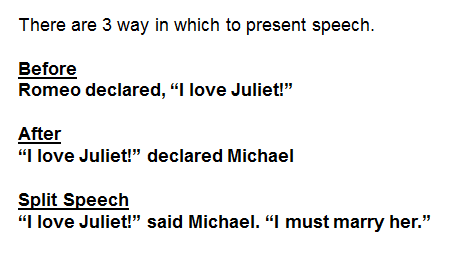 There are 3 way in which to present speech.
Before
Romeo declared, “I love Juliet!”
After
“I love Juliet!” declared Michael
Split Speech
“I love Juliet!” said Michael. “I must marry her.”